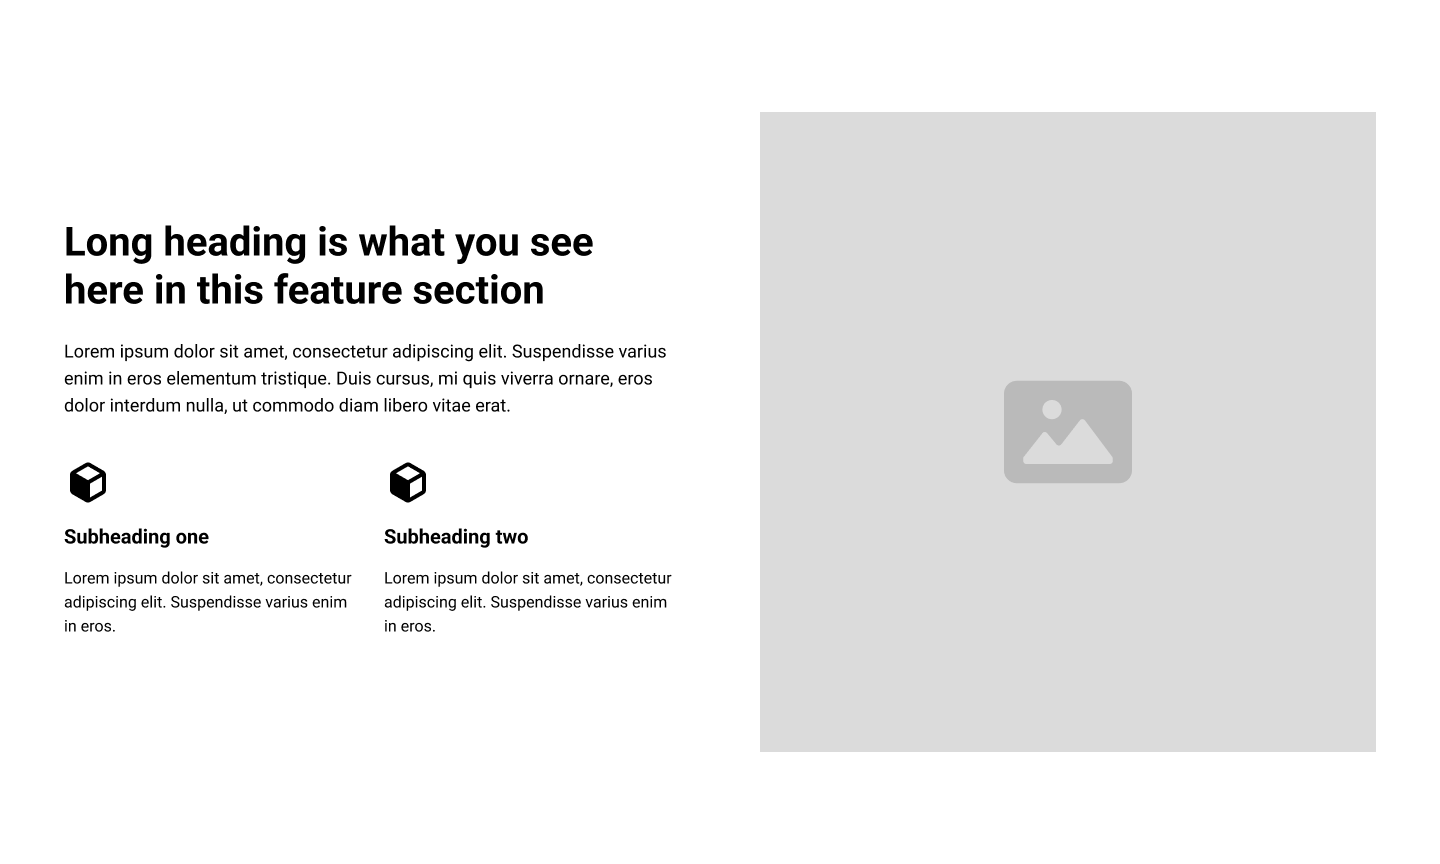 Long heading is what you see
here in this feature section
Lorem ipsum dolor sit amet, consectetur adipiscing elit. Suspendisse varius
enim in eros elementum tristique. Duis cursus, mi quis viverra ornare, eros
dolor interdum nulla, ut commodo diam libero vitae erat.
Subheading one
Lorem ipsum dolor sit amet, consectetur
adipiscing elit. Suspendisse varius enim
in eros.
Subheading two
Lorem ipsum dolor sit amet, consectetur
adipiscing elit. Suspendisse varius enim
in eros.